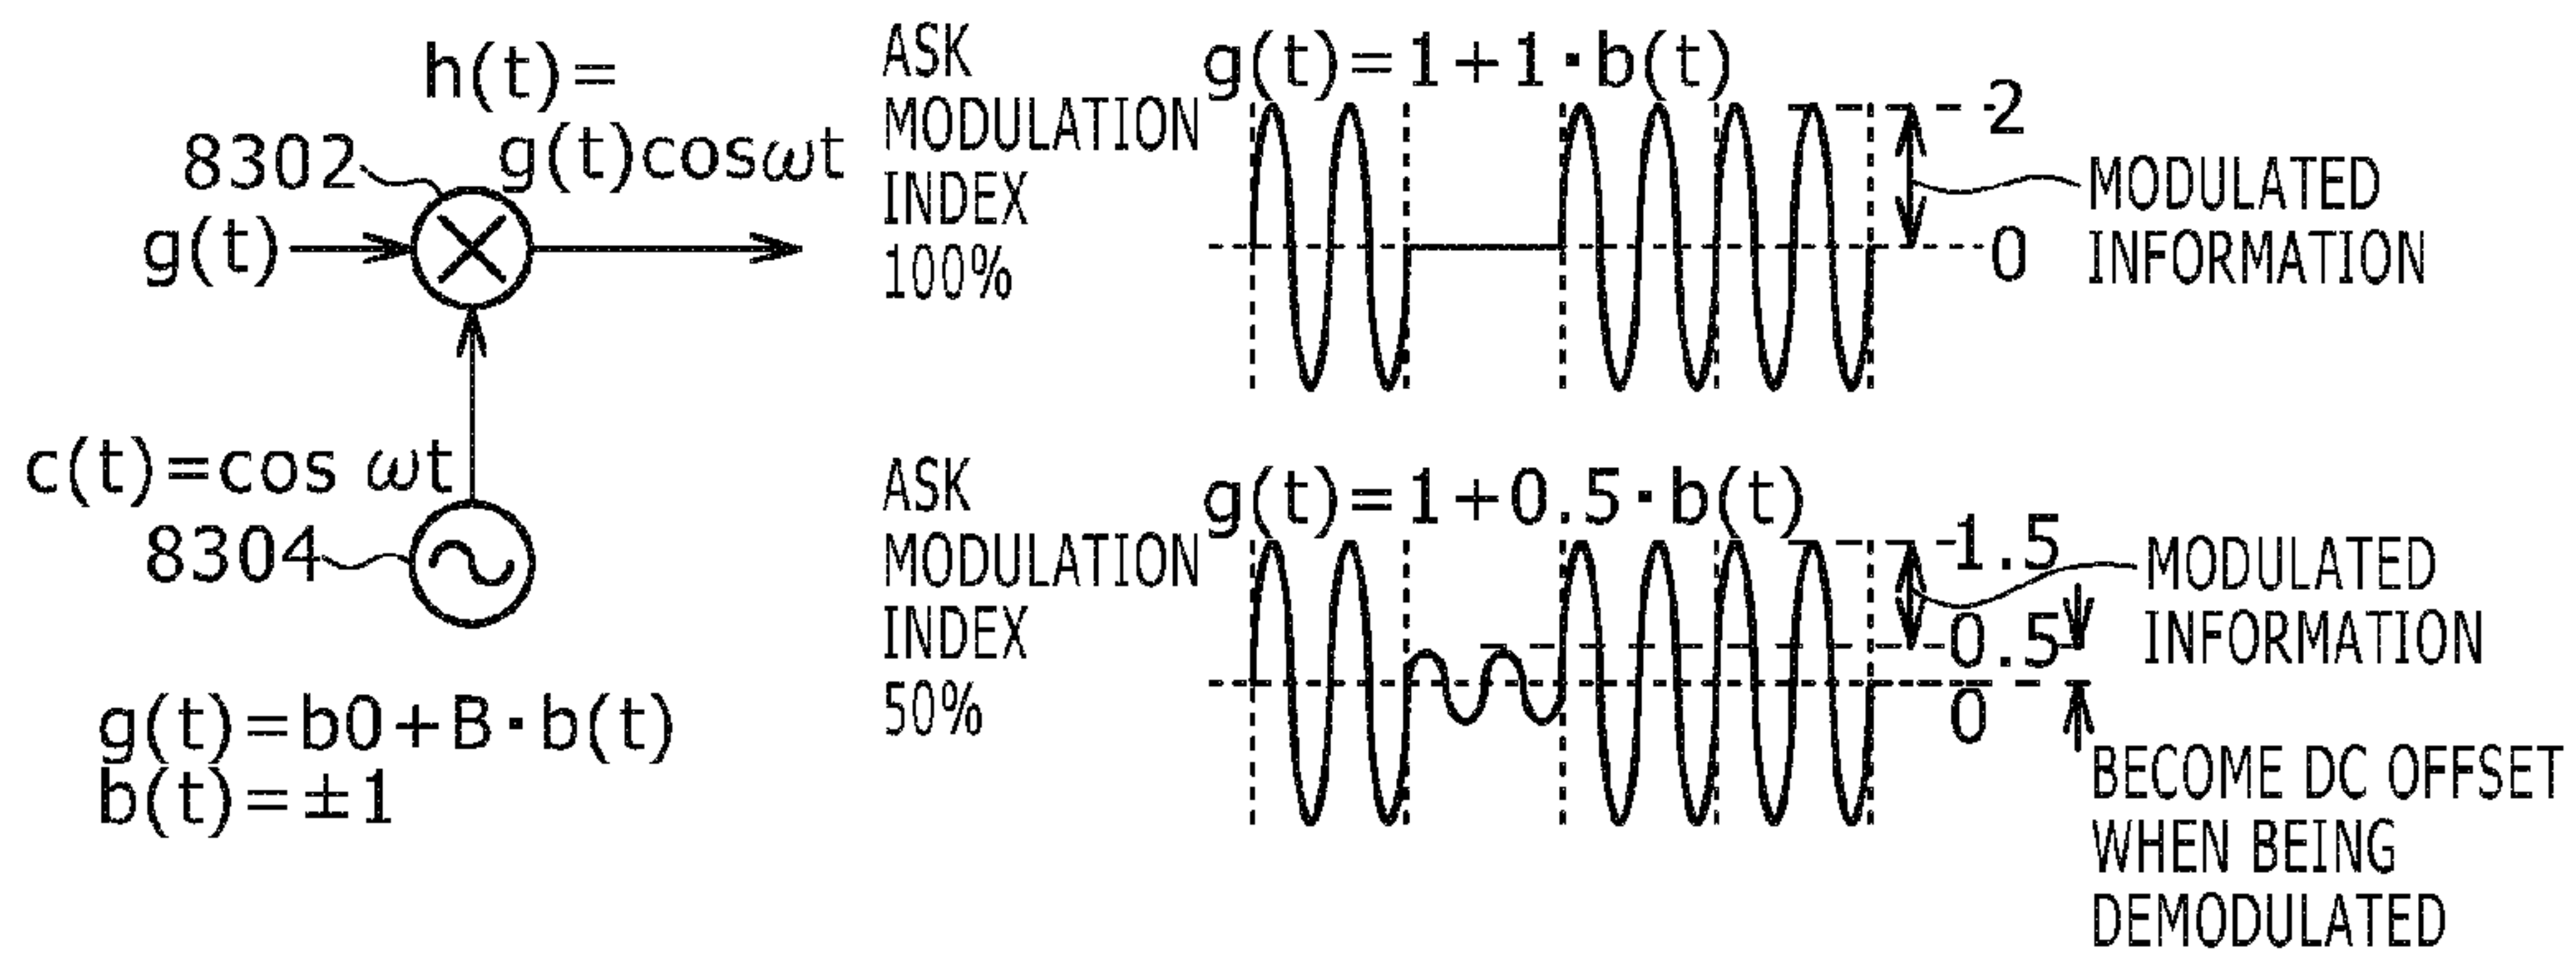 h(t)=
g(t)cosωt
8302
g(t)
c(t)=cos ωt
8304
g(t)=b0+B·b(t)
b(t)=±1
ASK
MODULATION
INDEX
100%
g(t)=1+1·b(t)
2
0
MODULATED
INFORMATION
ASK
MODULATION
INDEX
50%
g(t)=1+0.5·b(t)
1.5
0.5
0
MODULATED
INFORMATION
BECOME DC OFFSET
WHEN BEING
DEMODULATED